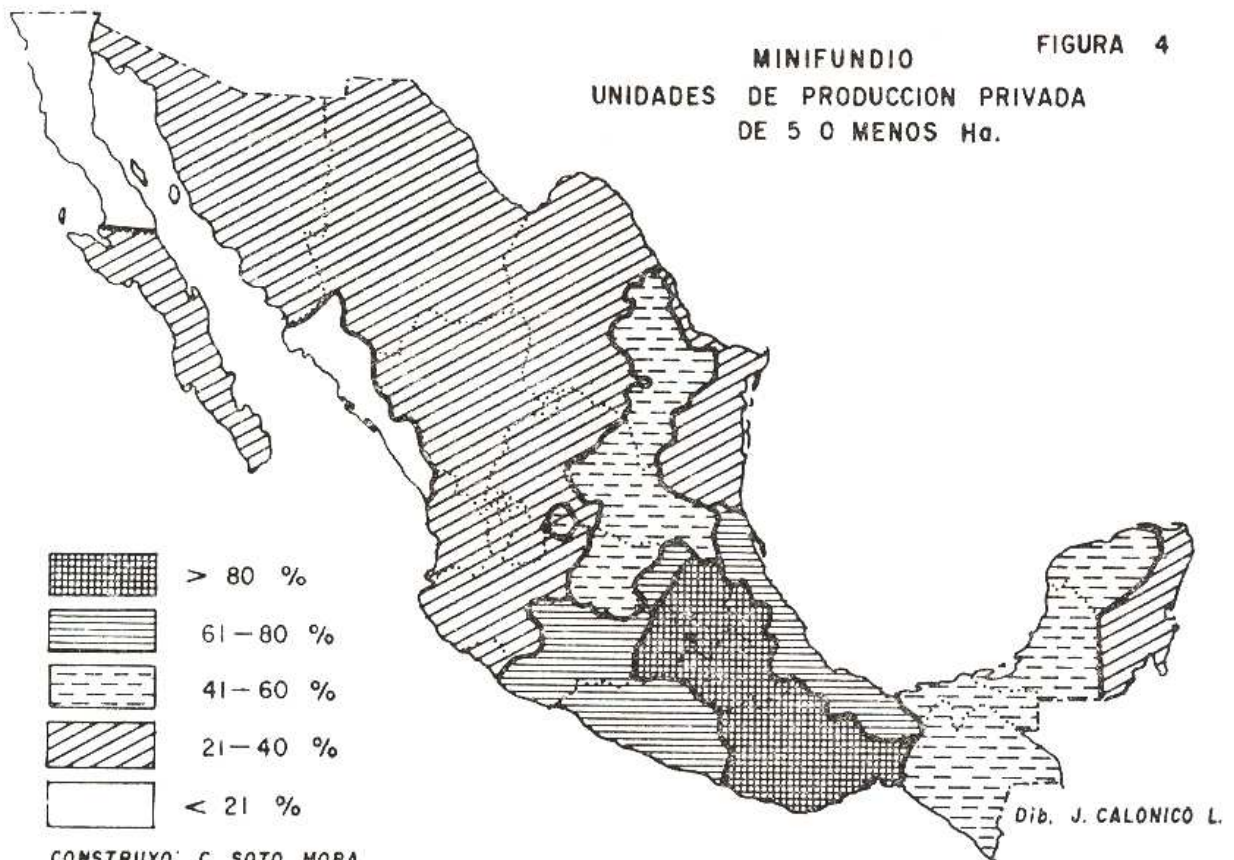 FIGURA 4
MINIFUNDIO
UNIDADES DE PRODUCCION PRIVADA
DE 5 O MENOS Ha.
> 80 %
61-80 %
41-60 %
21-40 %
< 21 %
Dib. J. CALONICO L.
CONSTRUYO: C. SOTO MORA